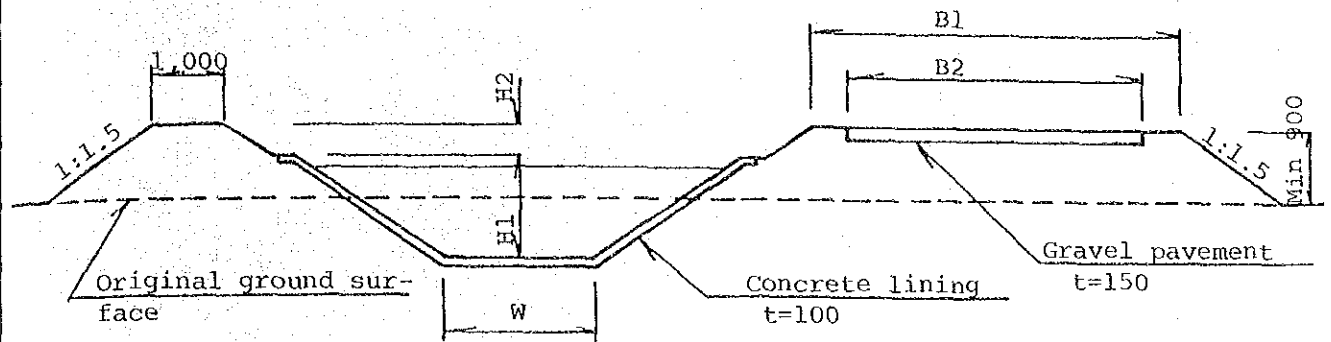 B1
1,000
B2
H2
1:1.5
1:1.5
Min 900
H1
Original ground sur-
face
W
Concrete lining
t=100
Gravel pavement
t=150